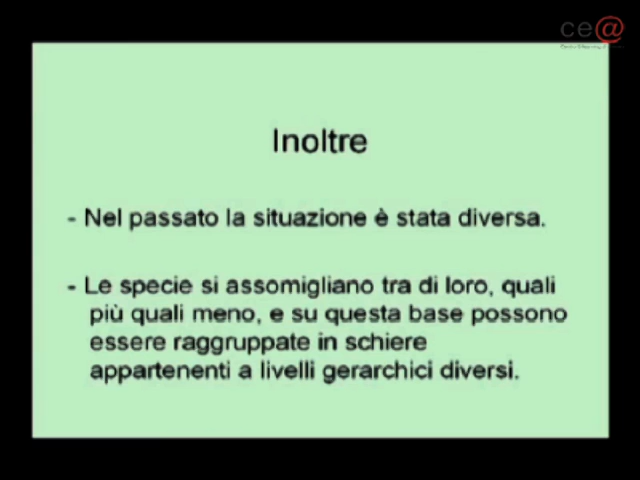 ce@
Inoltre
- Nel passato la situazione è stata diversa.
- Le specie si assomigliano tra di loro, quali
più quali meno, e su questa base possono
essere raggruppate in schiere
appartenenti a livelli gerarchici diversi.